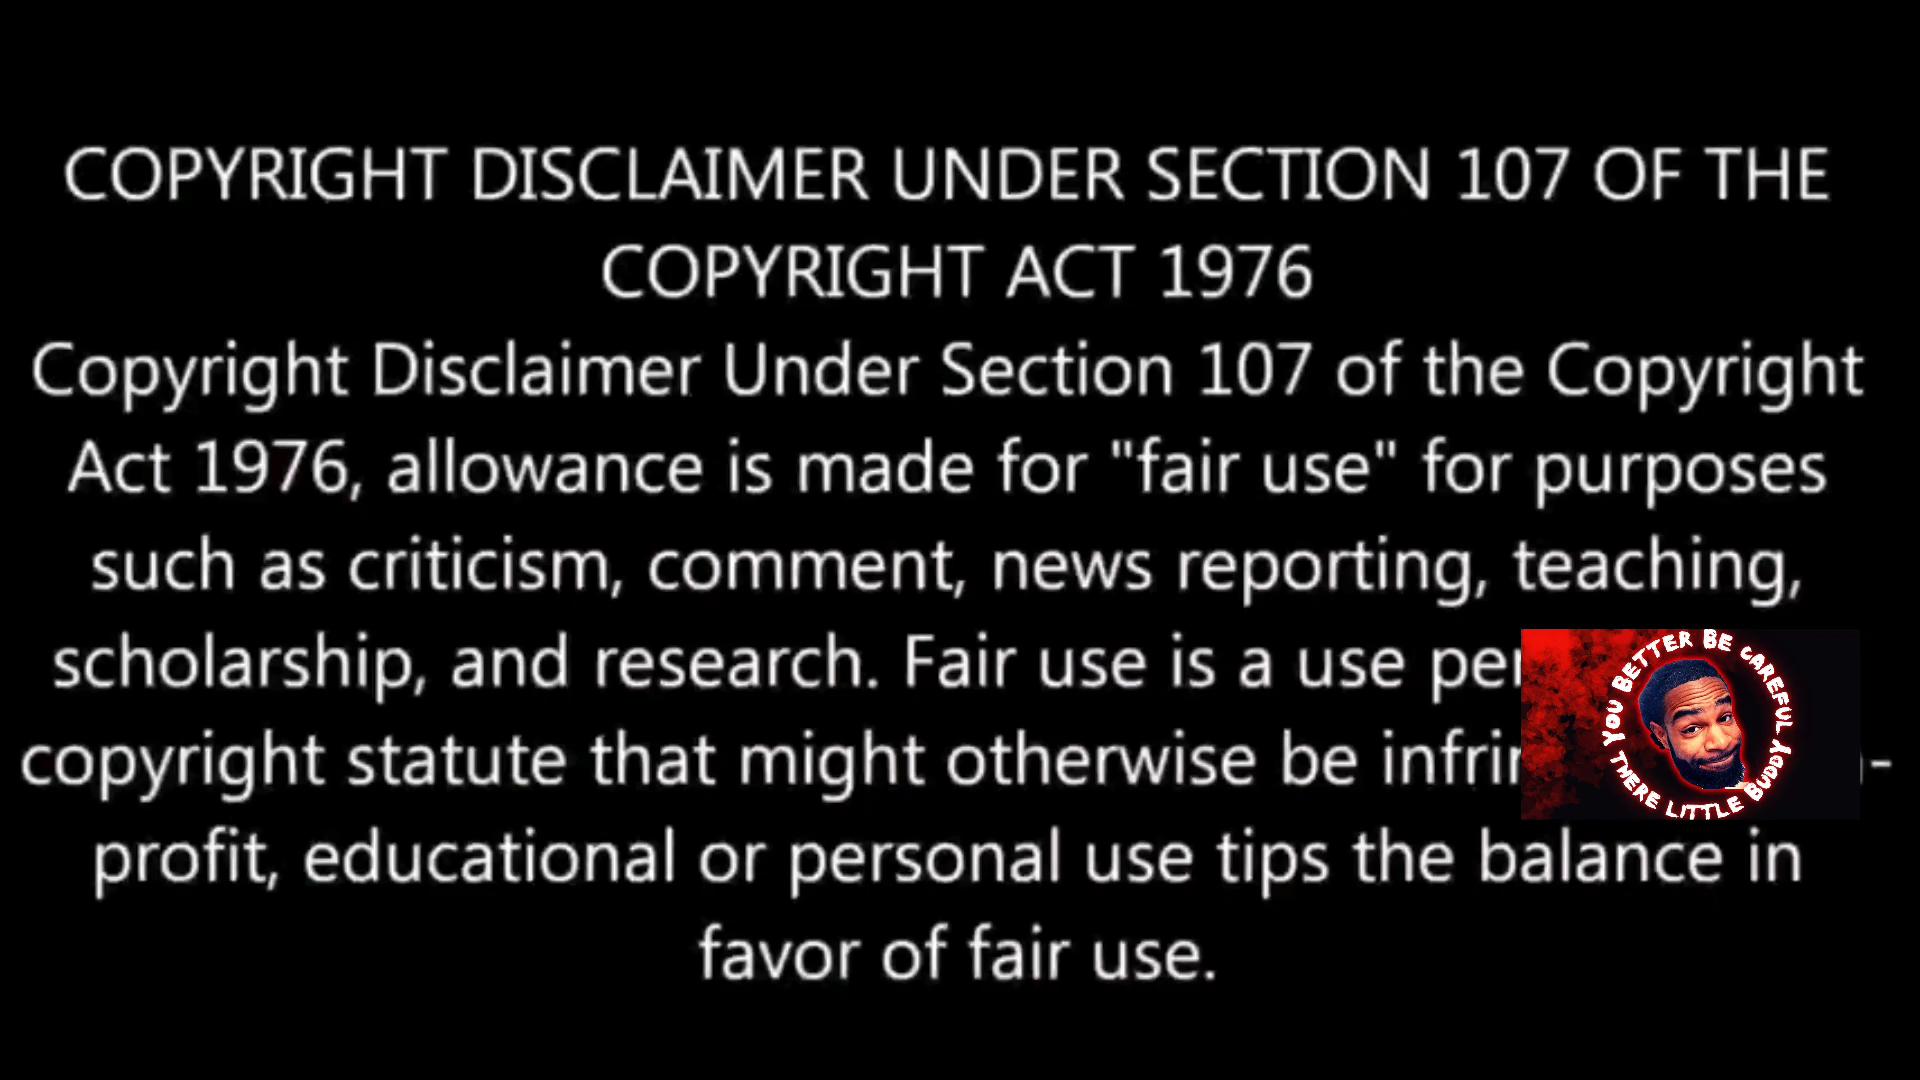 COPYRIGHT DISCLAIMER UNDER SECTION 107 OF THE
COPYRIGHT ACT 1976
Copyright Disclaimer Under Section 107 of the Copyright
Act 1976, allowance is made for "fair use" for purposes
such as criticism, comment, news reporting, teaching,
scholarship, and research. Fair use is a use
copyright statute that might otherwise be
profit, educational or personal use tips the balance in
favor of fair use.
YOU BETTER BE CAREFUL
THERE LITTLE BUDDY